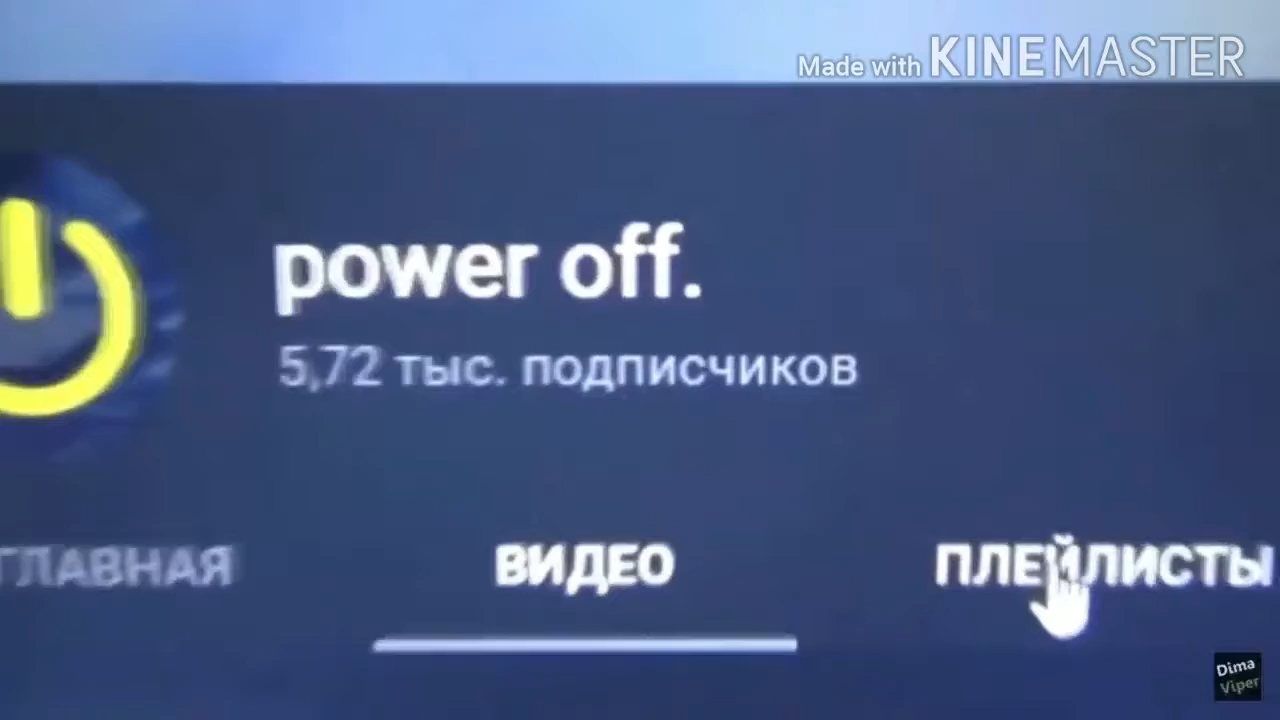 Made with KINEMASTER
power off.
5,72 тыс. подписчиков
ГЛАВНАЯ
ВИДЕО
ПЛЕЙЛИСТЫ
Dima
Viper